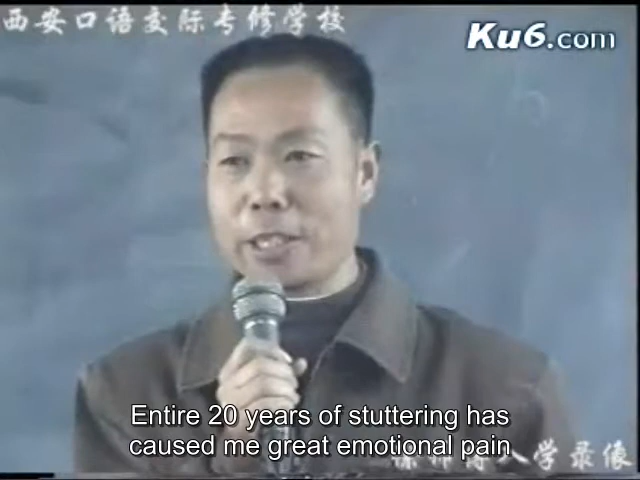 西安口语交际专修学校
Ku6.com
Entire 20 years of stuttering has
caused me great emotional pain
入学录像